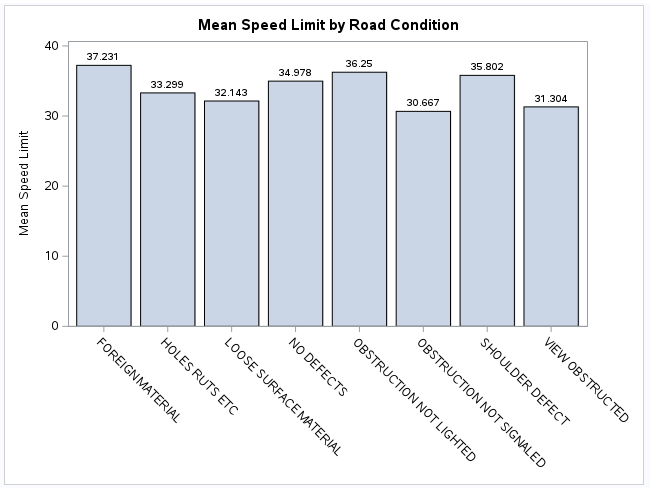 Mean Speed Limit by Road Condition
Mean Speed Limit
40
30
20
10
0
37.231
33.299
32.143
34.978
36.25
30.667
35.802
31.304
FOREIGN MATERIAL
HOLES RUTS ETC
LOOSE SURFACE MATERIAL
NO DEFECTS
OBSTRUCTION NOT LIGHTED
OBSTRUCTION NOT SIGNALED
SHOULDER DEFECT
VIEW OBSTRUCTED